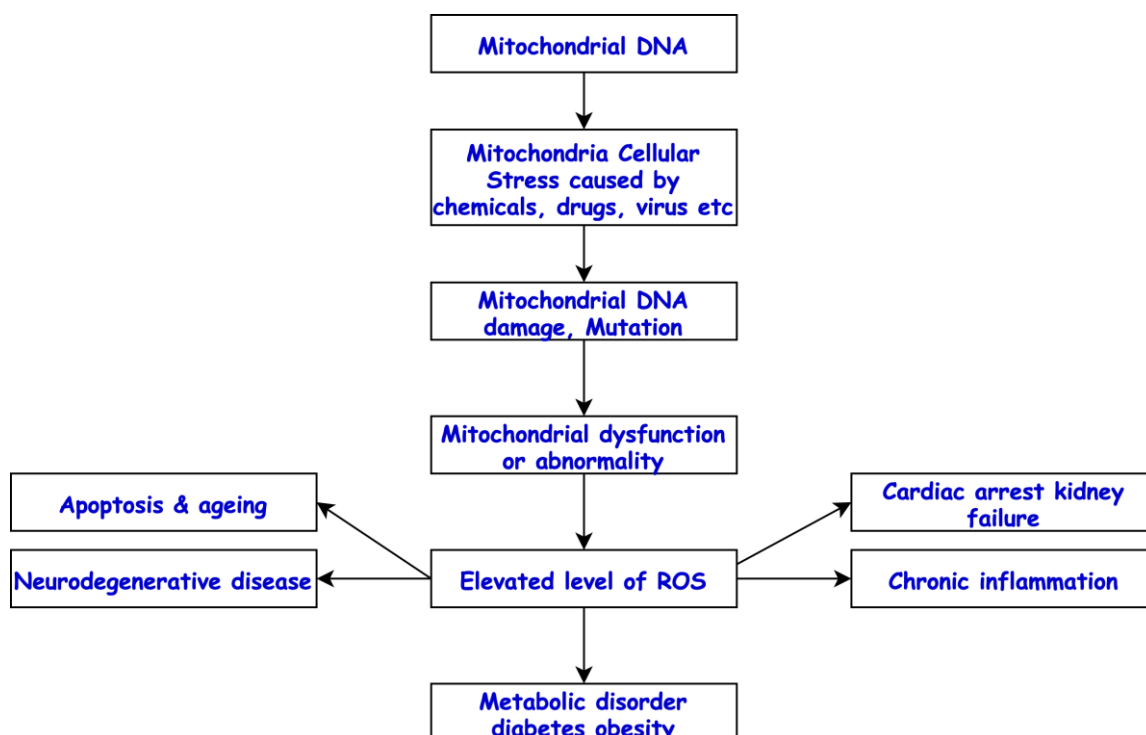 Mitochondrial DNA
Mitochondria Cellular
Stress caused by
chemicals, drugs, virus etc
Mitochondrial DNA
damage, Mutation
Mitochondrial dysfunction
or abnormality
Apoptosis & ageing
Cardiac arrest kidney
failure
Neurodegenerative disease
Elevated level of ROS
Chronic inflammation
Metabolic disorder
diabetes obesity